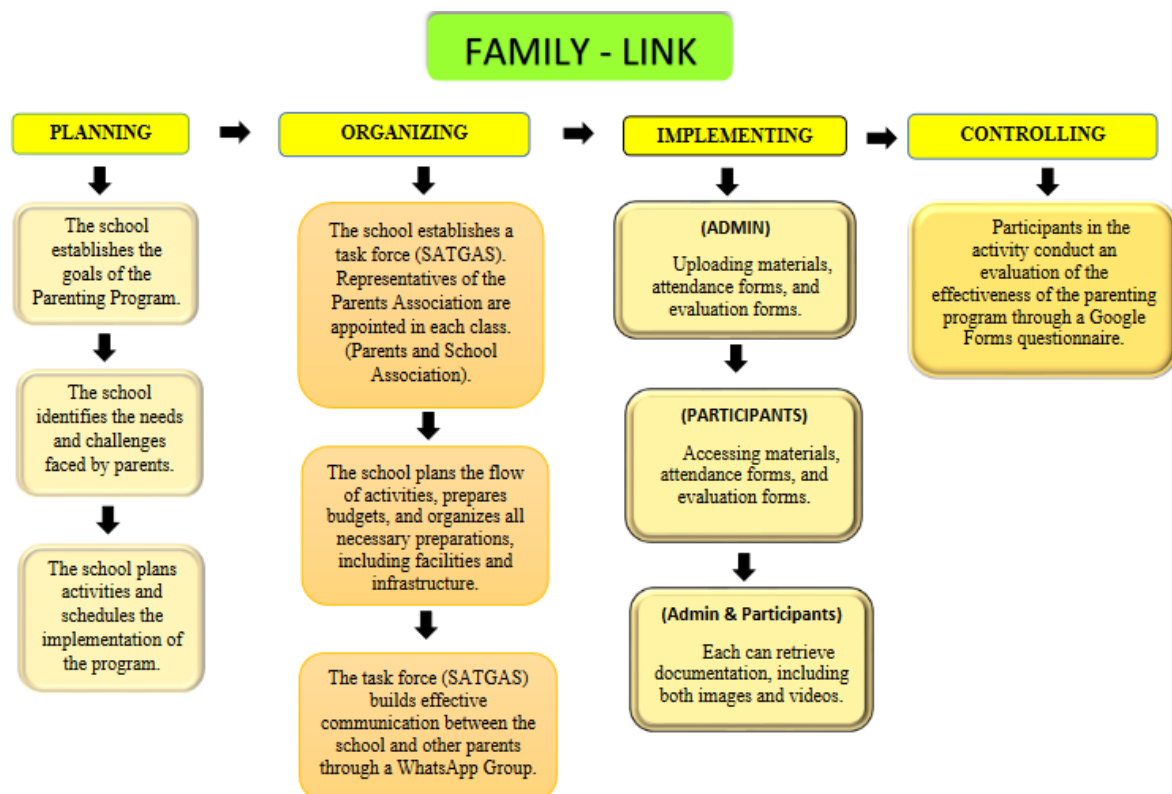 FAMILY - LINK
PLANNING
The school
establishes the
goals of the
Parenting Program.
The school
identifies the needs
and challenges
faced by parents.
The school plans
activities and
schedules the
implementation of
the program.
ORGANIZING
The school establishes a
task force (SATGAS).
Representatives of the
Parents Association are
appointed in each class.
(Parents and School
Association).
The school plans the flow
of activities, prepares
budgets, and organizes all
necessary preparations,
including facilities and
infrastructure.
The task force (SATGAS)
builds effective
communication between the
school and other parents
through a WhatsApp Group.
IMPLEMENTING
(ADMIN)
Uploading materials,
attendance forms, and
evaluation forms.
(PARTICIPANTS)
Accessing materials,
attendance forms, and
evaluation forms.
(Admin & Participants)
Each can retrieve
documentation, including
both images and videos.
CONTROLLING
Participants in the
activity conduct an
evaluation of the
effectiveness of the
parenting program
through a Google
Forms questionnaire.